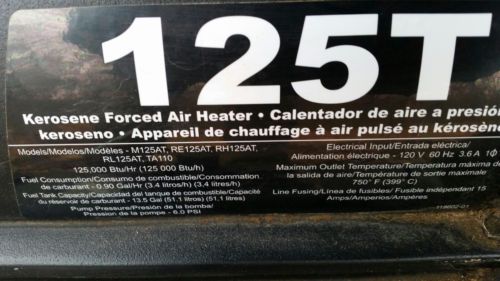 125T
Kerosene Forced Air Heater • Calentador de aire a presión
keroseno • Appareil de chauffage à air pulsé au kérosène
Models/Modelos/Modèles - M125AT, RE125AT, RH125AT,
RL125AT, TA110
125,000 Btu/Hr (125 000 Btu/h)
Fuel Consumption/Consumo de combustible/Consommation
de carburant - 0.90 Gal/Hr (3.4 litros/h) (3,4 litres/h)
Fuel Tank Capacity/Capacidad del tanque de combustible/Capacité
du réservoir de carburant - 13.5 Gal (51.1 litros) (51,1 litres)
Pump Pressure/Presión de la bomba/
Pression de la pompe - 6.0 PSI
Electrical Input/Entrada eléctrica/
Alimentation électrique - 120 V 60 Hz 3.6 A 1Φ
Maximum Outlet Temperature/Temperatura máxima de
la salida de aire/Température de sortie maximale
750° F (399° C)
Line Fusing/Línea de fusibles/ Fusible indépendant 15
Amps/Amperios/Ampères